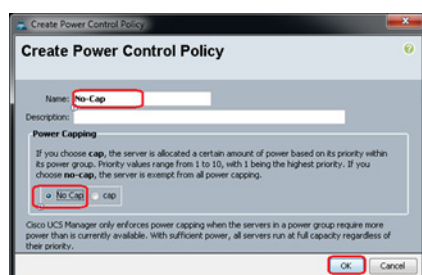 Create Power Control Policy
Create Power Control Policy
Name: No-Cap
Description:
Power Capping
If you choose cap, the server is allocated a certain amount of power based on its priority within
its power group. Priority values range from 1 to 10, with 1 being the highest priority. If you
choose no-cap, the server is exempt from all power capping.
No Cap cap
Cisco UCS Manager only enforces power capping when the servers in a power group require more
power than is currently available. With sufficient power, all servers run at full capacity regardless of
their priority.
OK Cancel